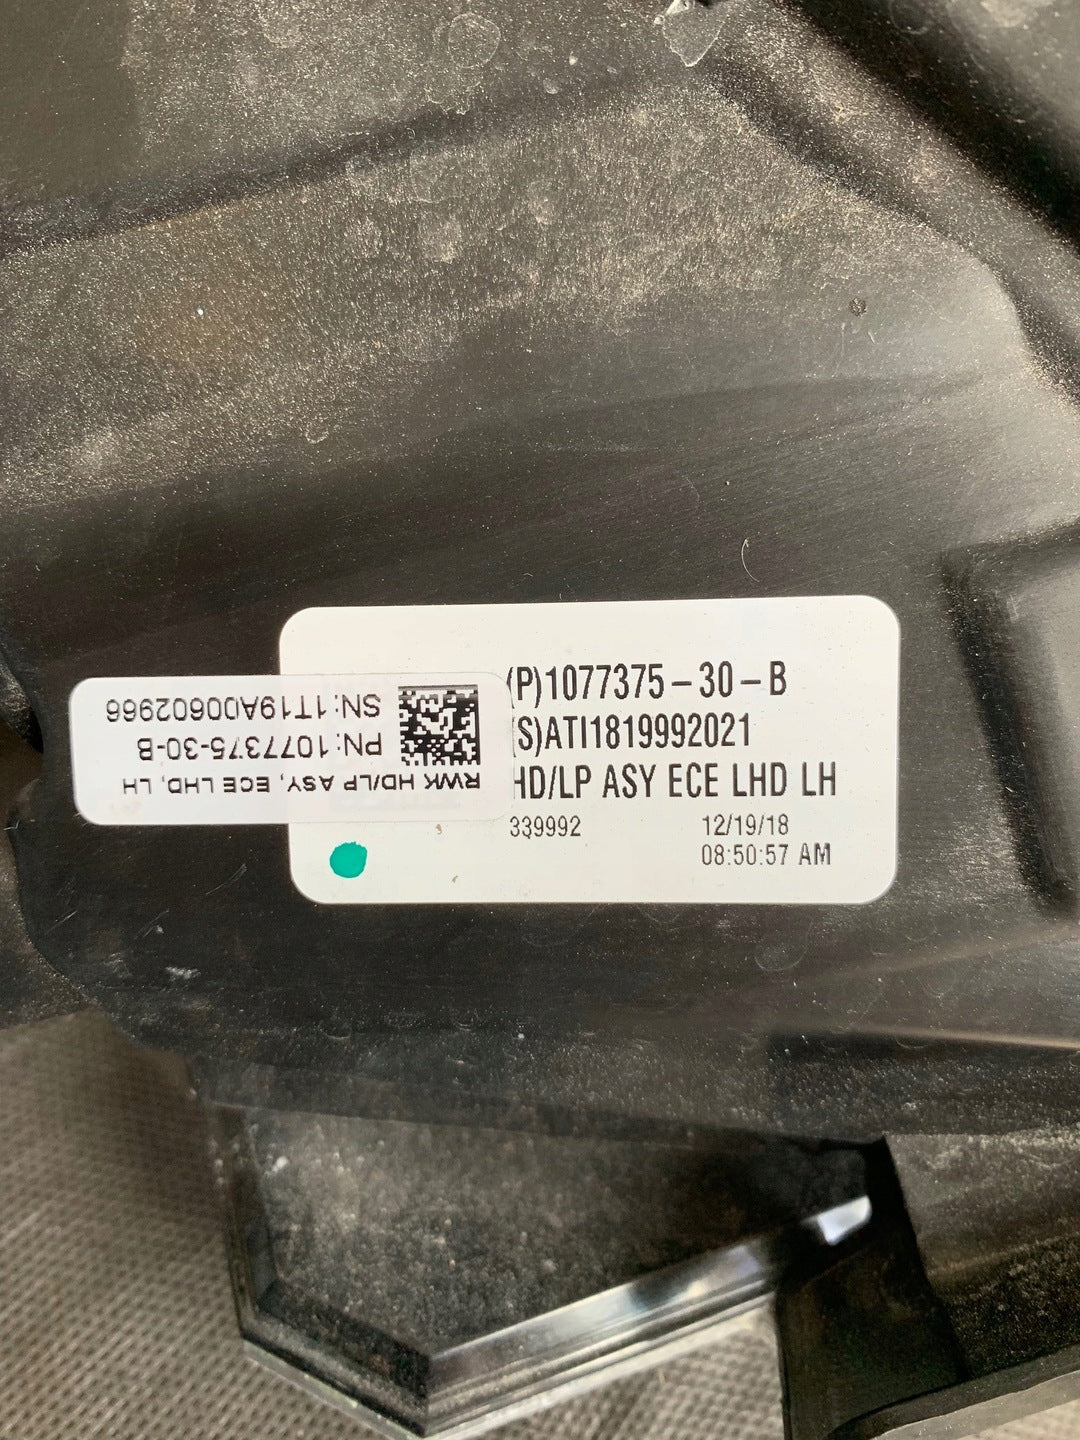 (P)1077375-30-B
(S)ATI1819992021
HD/LP ASY ECE LHD LH
339992
12/19/18
08:50:57 AM
RWK HD/LP ASY, ECE LHD, LH
PN:1077375-30-B
SN:1T19A00602966